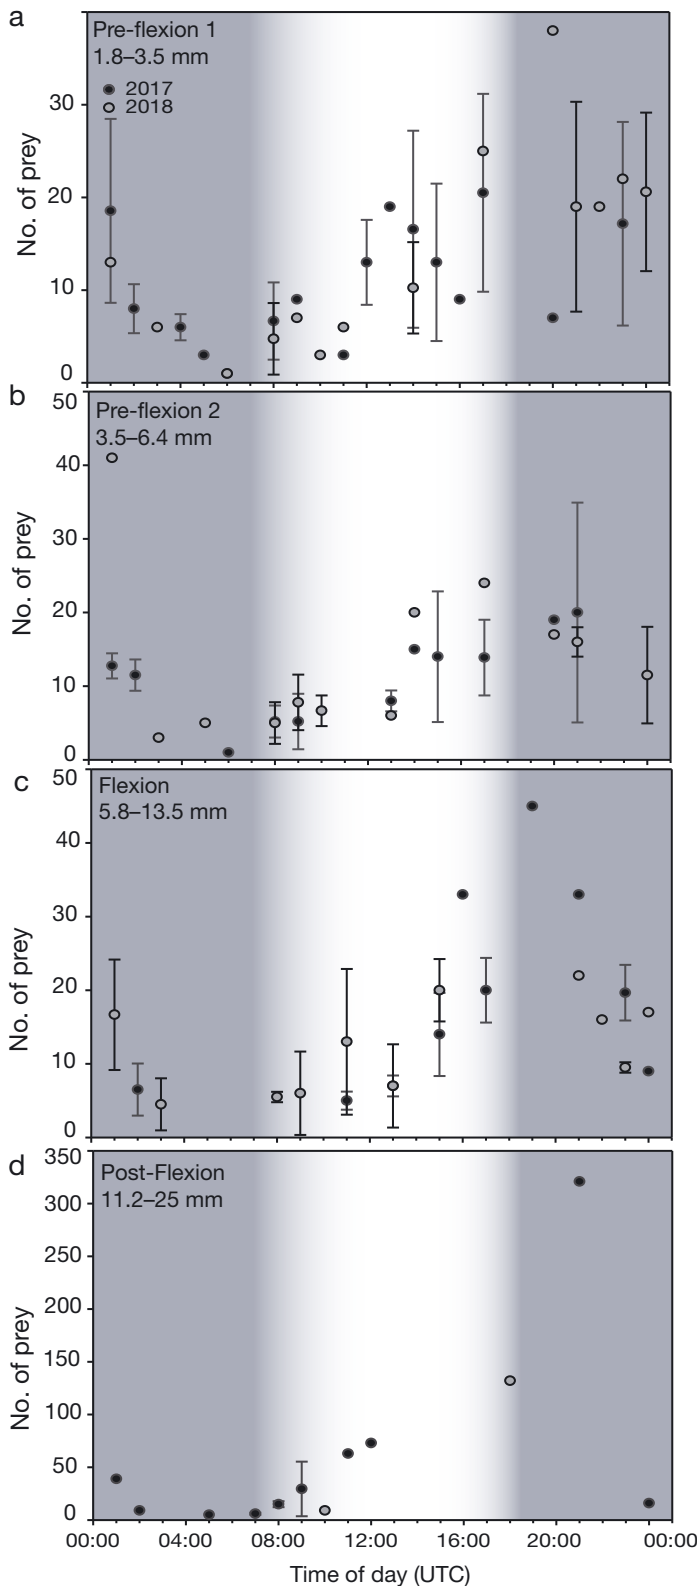 a
Pre-flexion 1
1.8–3.5 mm
2017
2018
30
20
10
0
No. of prey
b
Pre-flexion 2
3.5–6.4 mm
50
40
30
20
10
0
No. of prey
c
Flexion
5.8–13.5 mm
50
40
30
20
10
0
No. of prey
d
Post-Flexion
11.2–25 mm
350
300
250
200
150
100
50
0
No. of prey
00:00 04:00 08:00 12:00 16:00 20:00 00:00
Time of day (UTC)